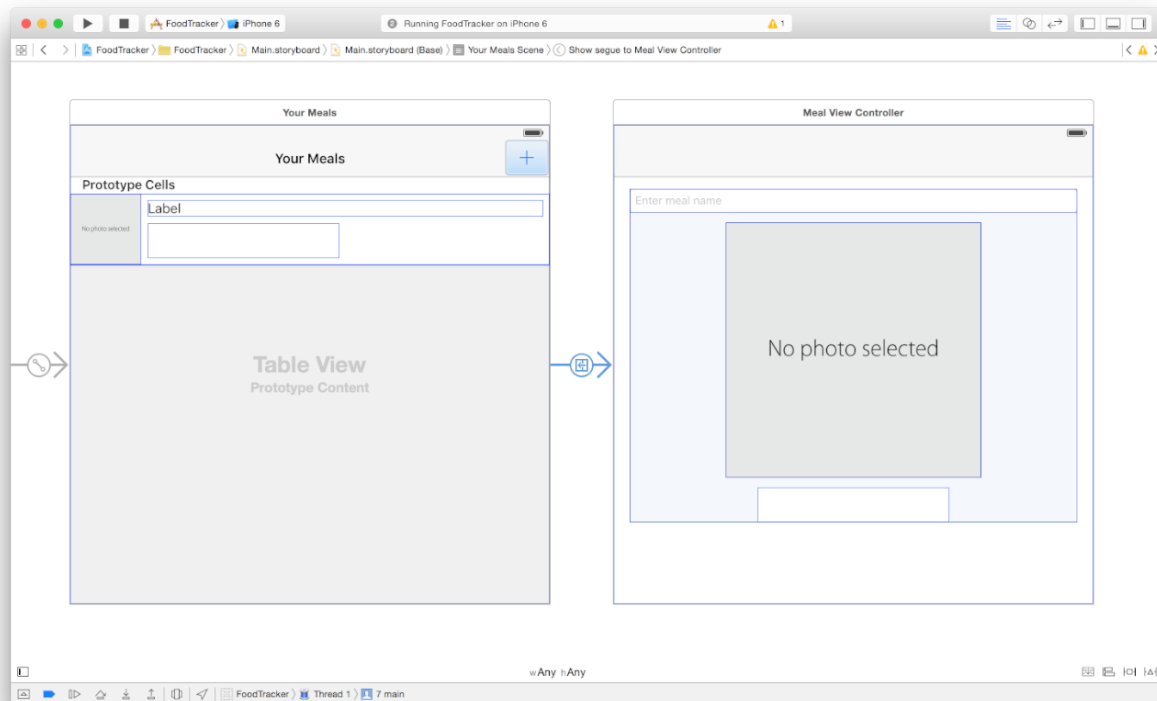 FoodTracker iPhone 6 Running FoodTracker on iPhone 6 1
FoodTracker FoodTracker Main.storyboard Main.storyboard (Base) Your Meals Scene Show segue to Meal View Controller
Your Meals
Your Meals
Prototype Cells
No photo selected
Label
Table View
Prototype Content
Meal View Controller
Enter meal name
No photo selected
wAny hAny
FoodTracker Thread 1 7 main